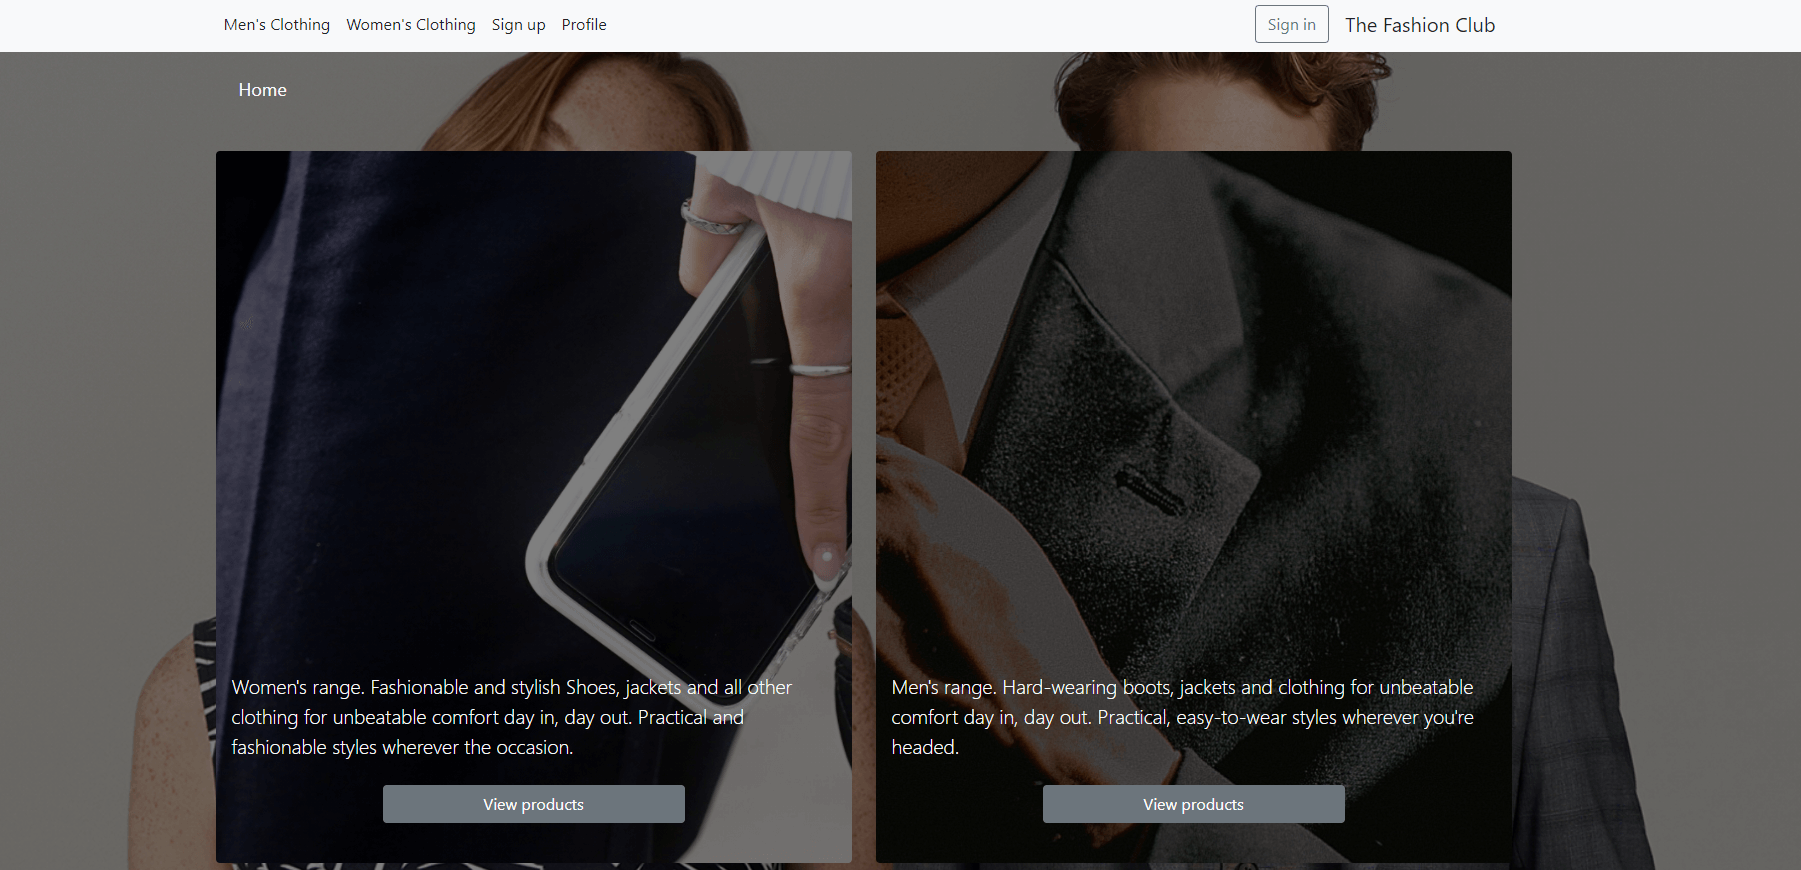 Men's Clothing Women's Clothing Sign up Profile Sign in The Fashion Club
Home
Women's range. Fashionable and stylish Shoes, jackets and all other
clothing for unbeatable comfort day in, day out. Practical and
fashionable styles wherever the occasion.
View products
Men's range. Hard-wearing boots, jackets and clothing for unbeatable
comfort day in, day out. Practical, easy-to-wear styles wherever you're
headed.
View products